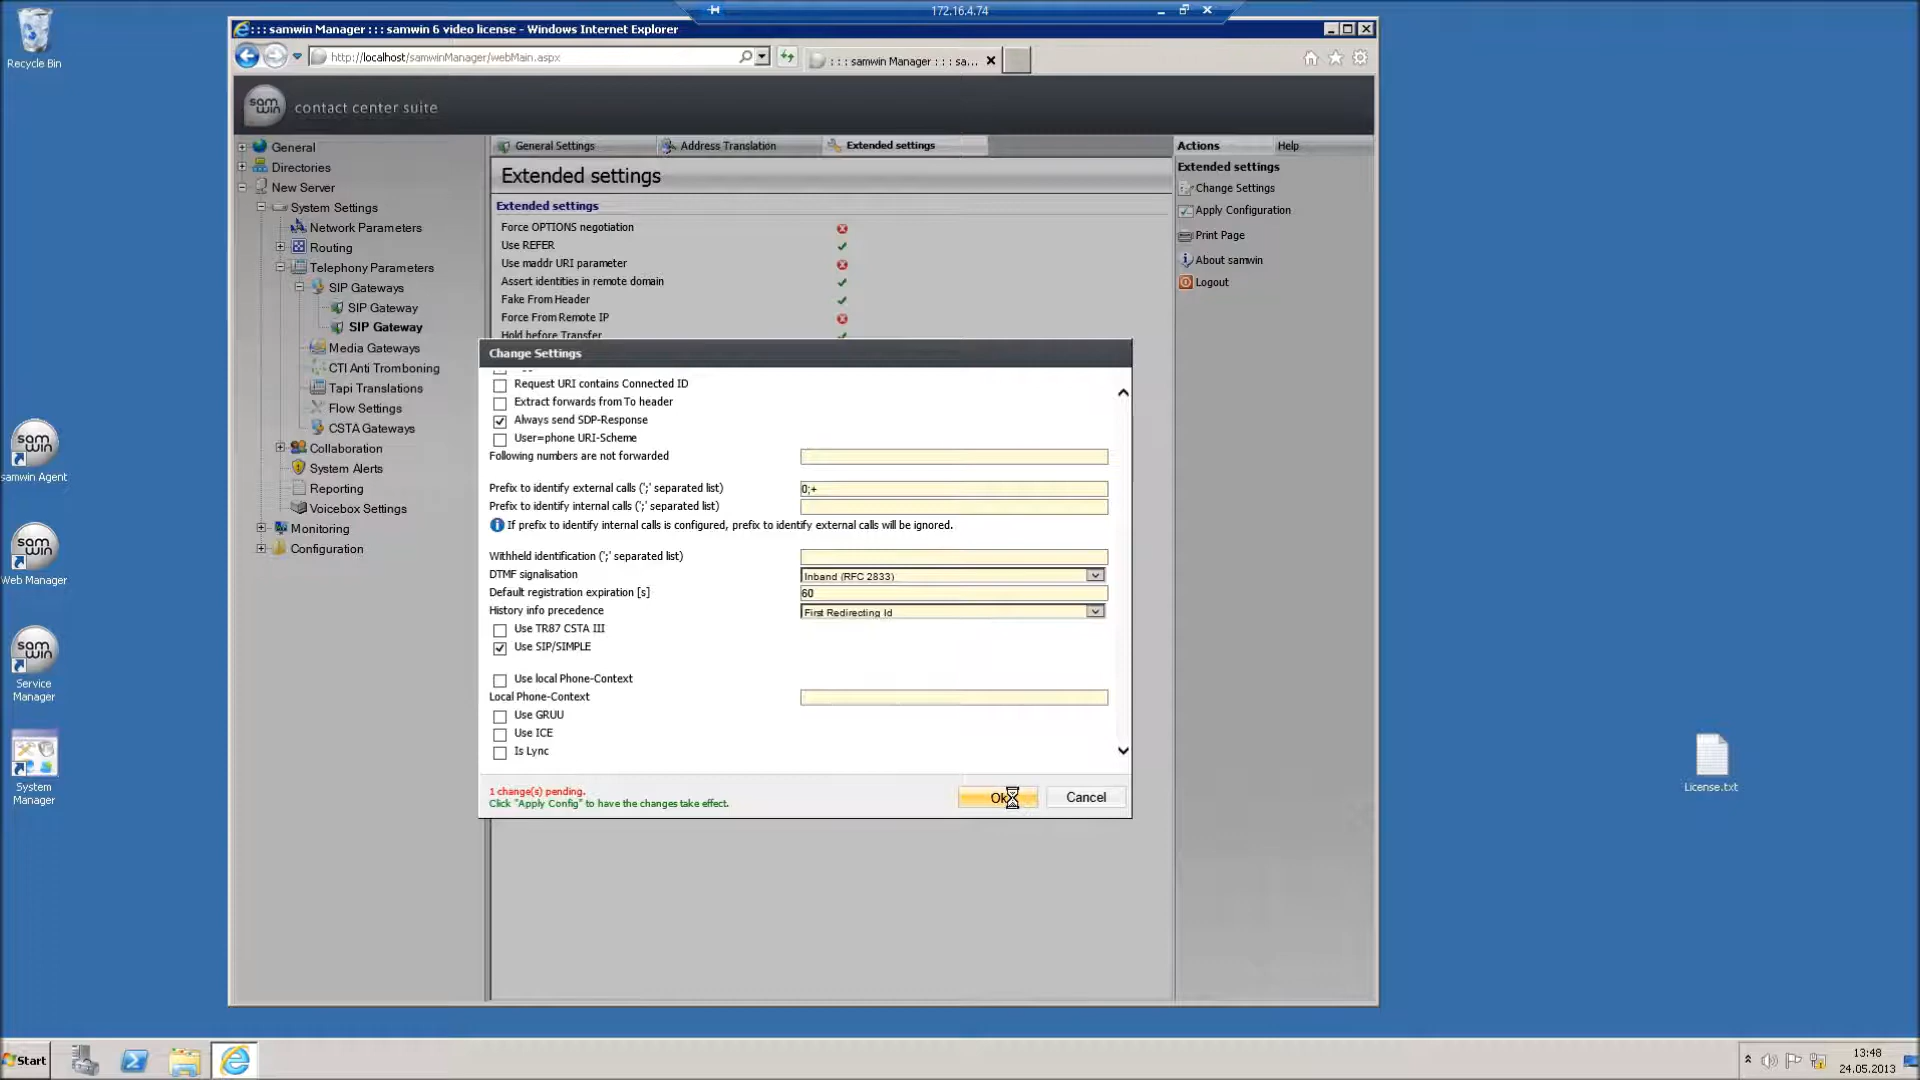 172.16.4.74
Recycle Bin
: : : samwin Manager : : : samwin 6 video license - Windows Internet Explorer
http://localhost/samwinManager/webMain.aspx
: : : samwin Manager : : : sa...
sam win
contact center suite
General
Directories
New Server
System Settings
Network Parameters
Routing
Telephony Parameters
SIP Gateways
SIP Gateway
SIP Gateway
Media Gateways
CTI Anti Tromboning
Tapi Translations
Flow Settings
CSTA Gateways
Collaboration
System Alerts
Reporting
Voicebox Settings
Monitoring
Configuration
General Settings
Address Translation
Extended settings
Extended settings
Extended settings
Force OPTIONS negotiation
Use REFER
Use maddr URI parameter
Assert identities in remote domain
Fake From Header
Force From Remote IP
Hold before Transfer
Actions
Help
Extended settings
Change Settings
Apply Configuration
Print Page
About samwin
Logout
Change Settings
Request URI contains Connected ID
Extract forwards from To header
Always send SDP-Response
User=phone URI-Scheme
Following numbers are not forwarded
Prefix to identify external calls (';' separated list) 0;+
Prefix to identify internal calls (';' separated list)
If prefix to identify internal calls is configured, prefix to identify external calls will be ignored.
Withheld identification (';' separated list)
DTMF signalisation Inband (RFC 2833)
Default registration expiration [s] 60
History info precedence First Redirecting Id
Use TR87 CSTA III
Use SIP/SIMPLE
Use local Phone-Context
Local Phone-Context
Use GRUU
Use ICE
Is Lync
1 change(s) pending.
Click "Apply Config" to have the changes take effect.
Ok
Cancel
sam win
samwin Agent
sam win
Web Manager
sam win
Service
Manager
System
Manager
License.txt
Start
13:48
24.05.2013